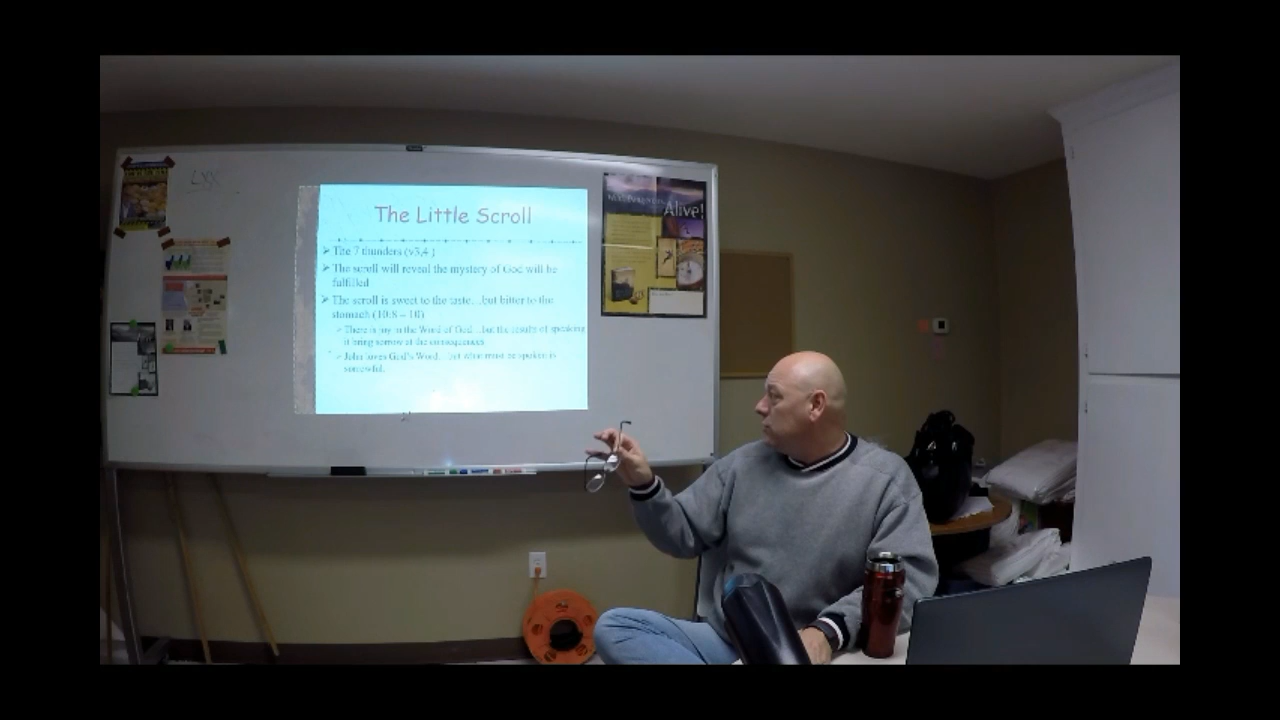 LXX
The Little Scroll
The 7 thunders (v3,4 )
The scroll will reveal the mystery of God will be
fulfilled
The scroll is sweet to the taste…but bitter to the
stomach (10:8 – 10)
There is joy in the Word of God…but the results of speaking
it bring sorrow at the consequences
John loves God's Word…but what must be spoken is
sorrowful.
Alive!